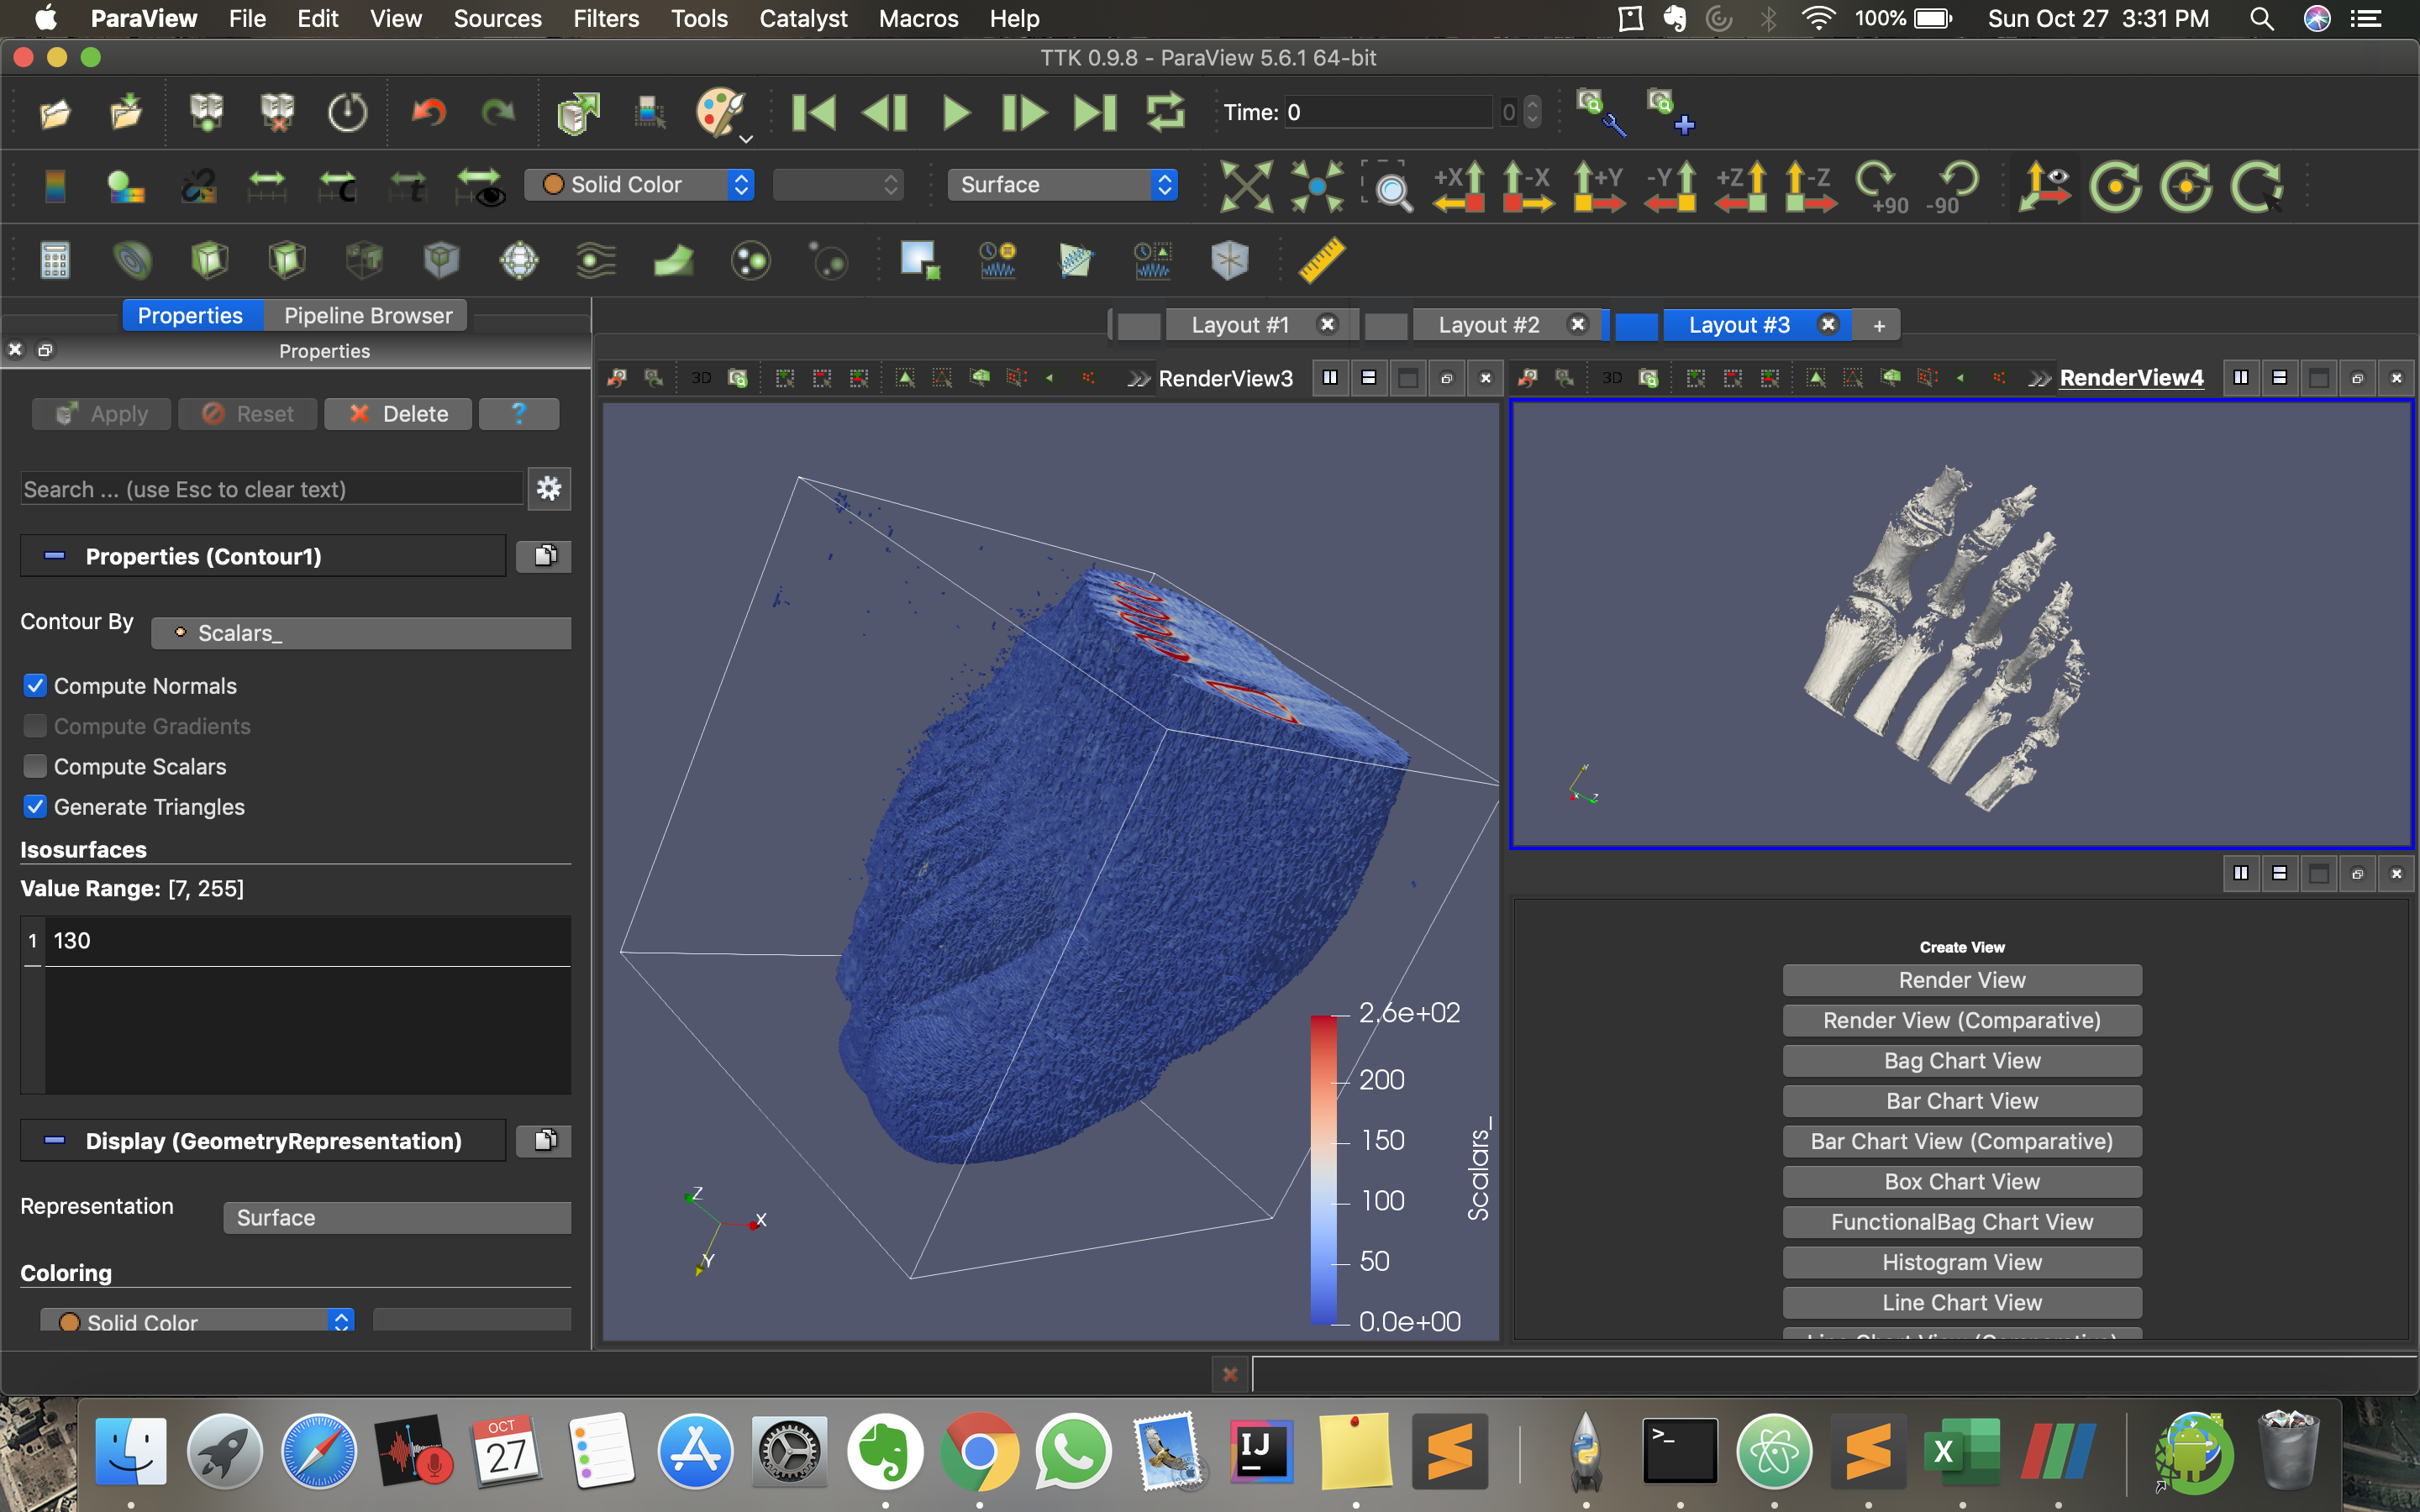 ParaView File Edit View Sources Filters Tools Catalyst Macros Help 100% Sun Oct 27 3:31 PM
TTK 0.9.8 - ParaView 5.6.1 64-bit
Time: 0 0
C t Solid Color Surface +X -X +Y -Y +Z -Z +90 -90
Properties Pipeline Browser
Layout #1 Layout #2 Layout #3 +
Properties
3D RenderView3 3D RenderView4
Apply Reset Delete ?
Search ... (use Esc to clear text)
Properties (Contour1)
Contour By Scalars_
Compute Normals
Compute Gradients
Compute Scalars
Generate Triangles
Isosurfaces
Value Range: [7, 255]
1 130
Display (GeometryRepresentation)
Representation Surface
Coloring
Solid Color
Z
X
Y
2.6e+02
200
150
100
50
0.0e+00
Scalars_
Y
X Z
Create View
Render View
Render View (Comparative)
Bag Chart View
Bar Chart View
Bar Chart View (Comparative)
Box Chart View
FunctionalBag Chart View
Histogram View
Line Chart View
Line Chart View (Comparative)
OCT
27
IJ
>_
X